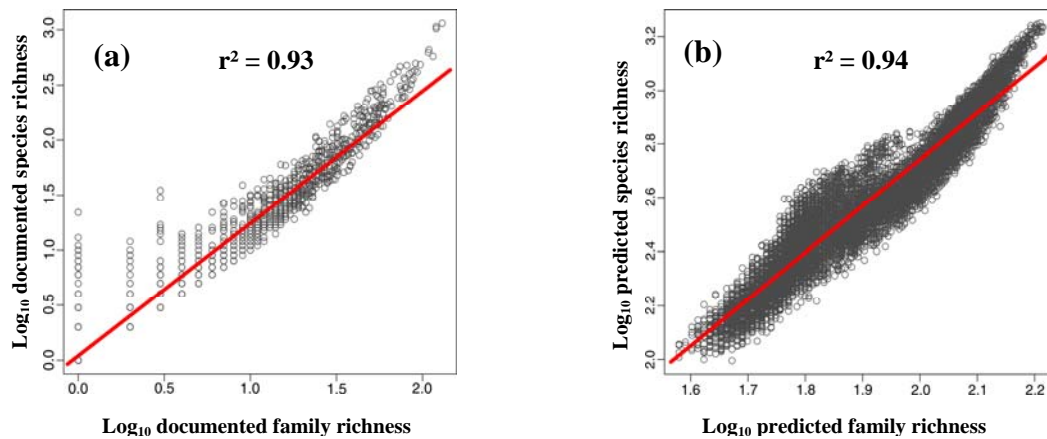 (a)
r² = 0.93
Log₁₀ documented species richness
3.0
2.5
2.0
1.5
1.0
0.5
0.0
0.0 0.5 1.0 1.5 2.0
Log₁₀ documented family richness
(b)
r² = 0.94
Log₁₀ predicted species richness
3.2
3.0
2.8
2.6
2.4
2.2
2.0
1.6 1.7 1.8 1.9 2.0 2.1 2.2
Log₁₀ predicted family richness